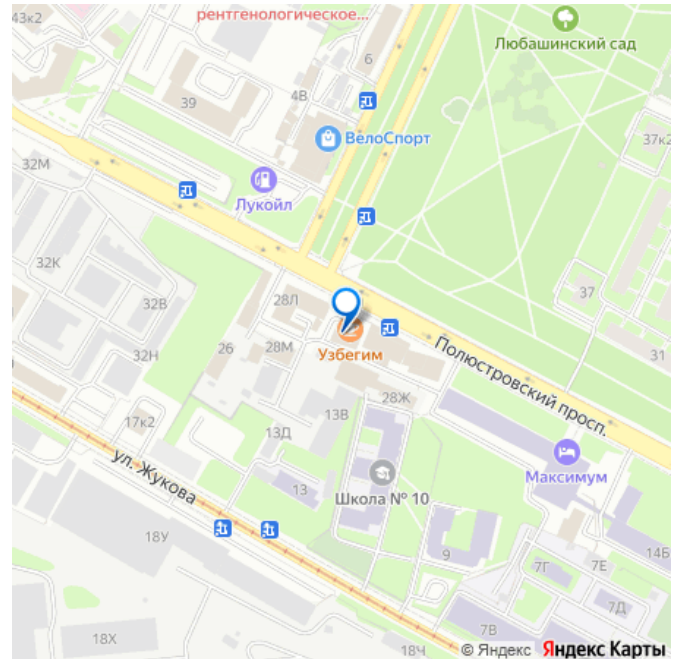 43к2
рентгенологическое...
6
4В
39
Любашинский сад
ВелоСпорт
37к2
32М
Лукойл
32К
32В
28Л
37
32Н
26
28М
Узбегим
31
Полюстровский просп.
28Ж
17к2
13В
13Д
ул. Жукова
13
Школа № 10
Максимум
18У
9
7Г
7Е
14Б
7Д
7В
18Х
18Ч
© Яндекс Яндекс Карты